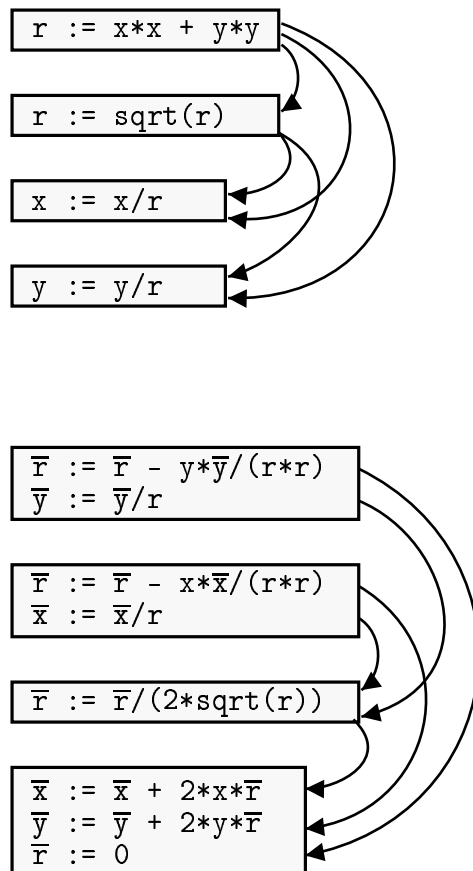 r := x*x + y*y
r := sqrt(r)
x := x/r
y := y/r
r̅ := r̅ - y*y̅/(r*r)
y̅ := y̅/r
r̅ := r̅ - x*x̅/(r*r)
x̅ := x̅/r
r̅ := r̅/(2*sqrt(r))
x̅ := x̅ + 2*x*r̅
y̅ := y̅ + 2*y*r̅
r̅ := 0